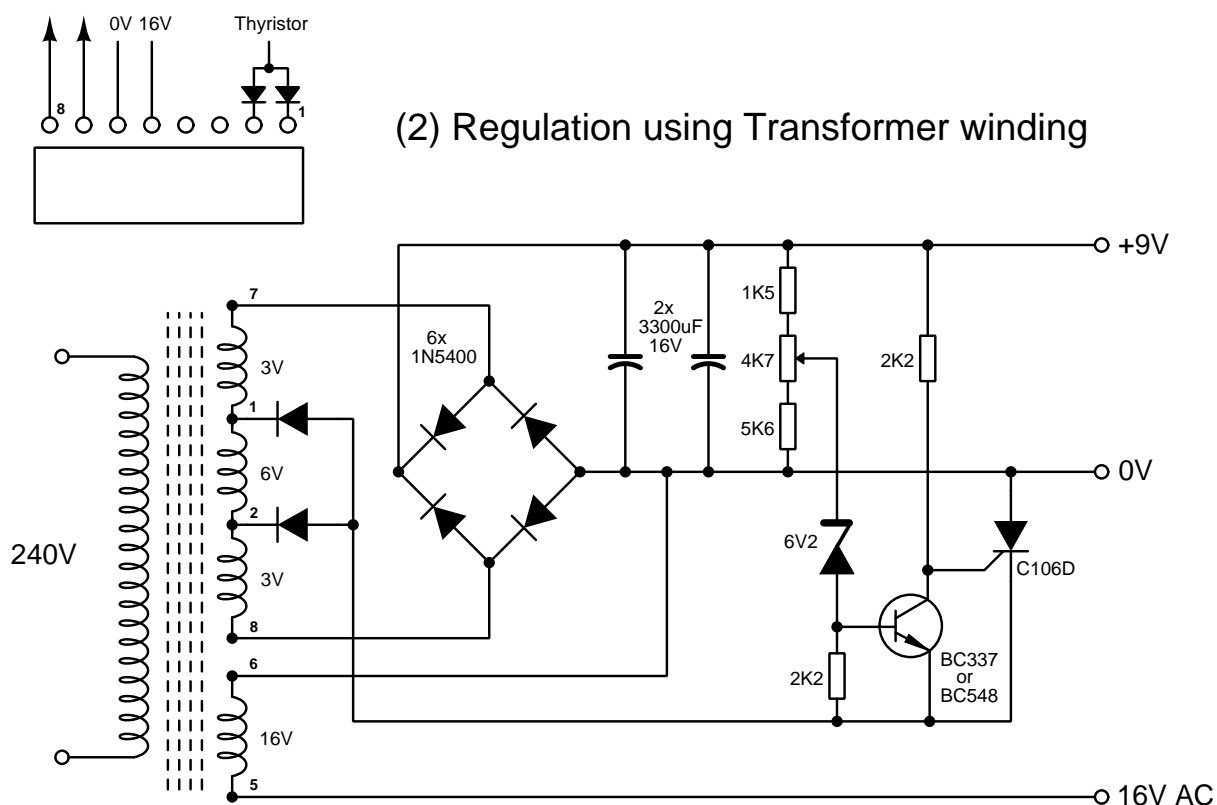 0V 16V Thyristor
8
1
(2) Regulation using Transformer winding
+9V
7
1K5
2x
3300uF
16V
6x
1N5400
4K7
2K2
3V
1
5K6
6V
0V
2
6V2
240V
3V
C106D
8
6
BC337
or
BC548
2K2
16V
5
16V AC